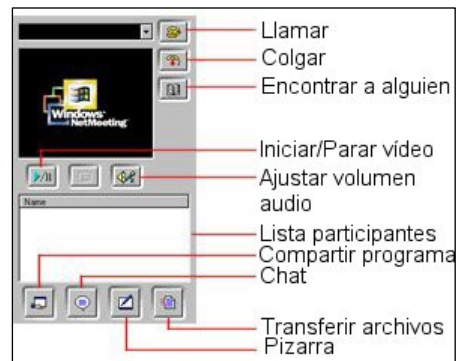 Llamar
Colgar
Encontrar a alguien
Windows
NetMeeting
Iniciar/Parar vídeo
Ajustar volumen
audio
Name
Lista participantes
Compartir programa
Chat
Transferir archivos
Pizarra